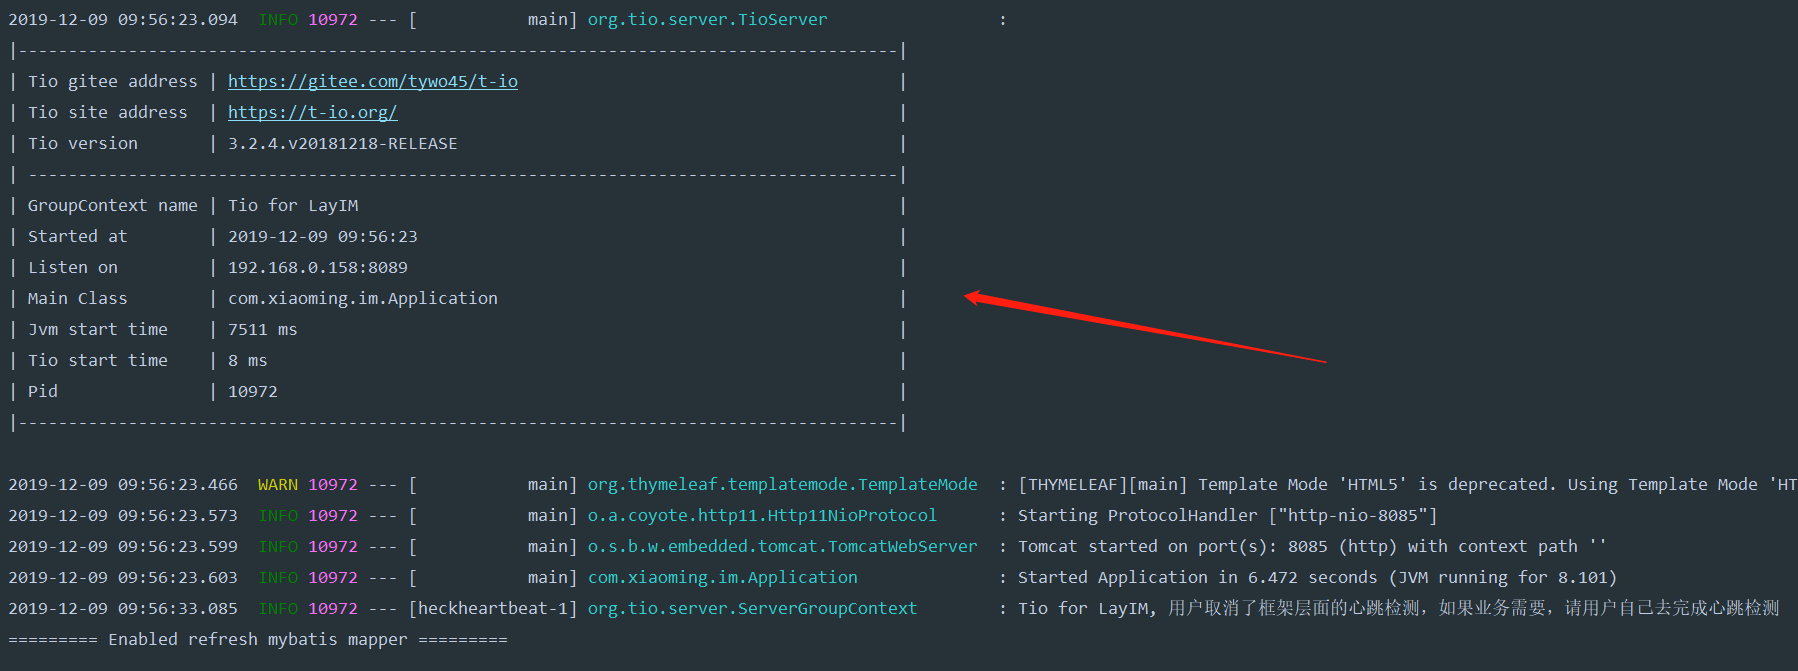 2019-12-09 09:56:23.094  INFO 10972 --- [           main] org.tio.server.TioServer                 :
|----------------------------------------------------------------------------------------|
| Tio gitee address | https://gitee.com/tywo45/t-io                                      |
| Tio site address  | https://t-io.org/                                                  |
| Tio version       | 3.2.4.v20181218-RELEASE                                            |
| ---------------------------------------------------------------------------------------|
| GroupContext name | Tio for LayIM                                                      |
| Started at        | 2019-12-09 09:56:23                                                |
| Listen on         | 192.168.0.158:8089                                                 |
| Main Class        | com.xiaoming.im.Application                                        |
| Jvm start time    | 7511 ms                                                            |
| Tio start time    | 8 ms                                                               |
| Pid               | 10972                                                              |
|----------------------------------------------------------------------------------------|
2019-12-09 09:56:23.466  WARN 10972 --- [           main] org.thymeleaf.templatemode.TemplateMode  : [THYMELEAF][main] Template Mode 'HTML5' is deprecated. Using Template Mode 'HT
2019-12-09 09:56:23.573  INFO 10972 --- [           main] o.a.coyote.http11.Http11NioProtocol      : Starting ProtocolHandler ["http-nio-8085"]
2019-12-09 09:56:23.599  INFO 10972 --- [           main] o.s.b.w.embedded.tomcat.TomcatWebServer  : Tomcat started on port(s): 8085 (http) with context path ''
2019-12-09 09:56:23.603  INFO 10972 --- [           main] com.xiaoming.im.Application              : Started Application in 6.472 seconds (JVM running for 8.101)
2019-12-09 09:56:33.085  INFO 10972 --- [heckheartbeat-1] org.tio.server.ServerGroupContext        : Tio for LayIM, 用户取消了框架层面的心跳检测，如果业务需要，请用户自己去完成心跳检测
========= Enabled refresh mybatis mapper =========